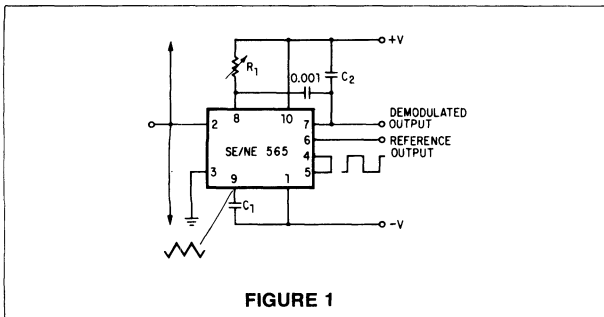 +V
R1
0.001
C2
8
10
DEMODULATED
OUTPUT
2
7
6
REFERENCE
OUTPUT
SE/NE 565
4
3
5
9
1
C1
-V
FIGURE 1